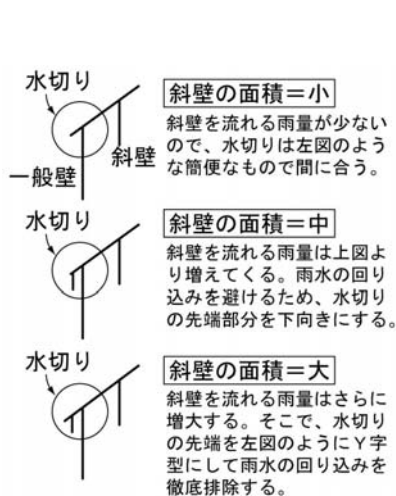 水切り
斜壁の面積＝小
斜壁を流れる雨量が少ない
ので、水切りは左図のよう
な簡便なもので間に合う。
斜壁
一般壁
水切り
斜壁の面積＝中
斜壁を流れる雨量は上図よ
り増えてくる。雨水の回り
込みを避けるため、水切り
の先端部分を下向きにする。
水切り
斜壁の面積＝大
斜壁を流れる雨量はさらに
増大する。そこで、水切り
の先端を左図のようにＹ字
型にして雨水の回り込みを
徹底排除する。